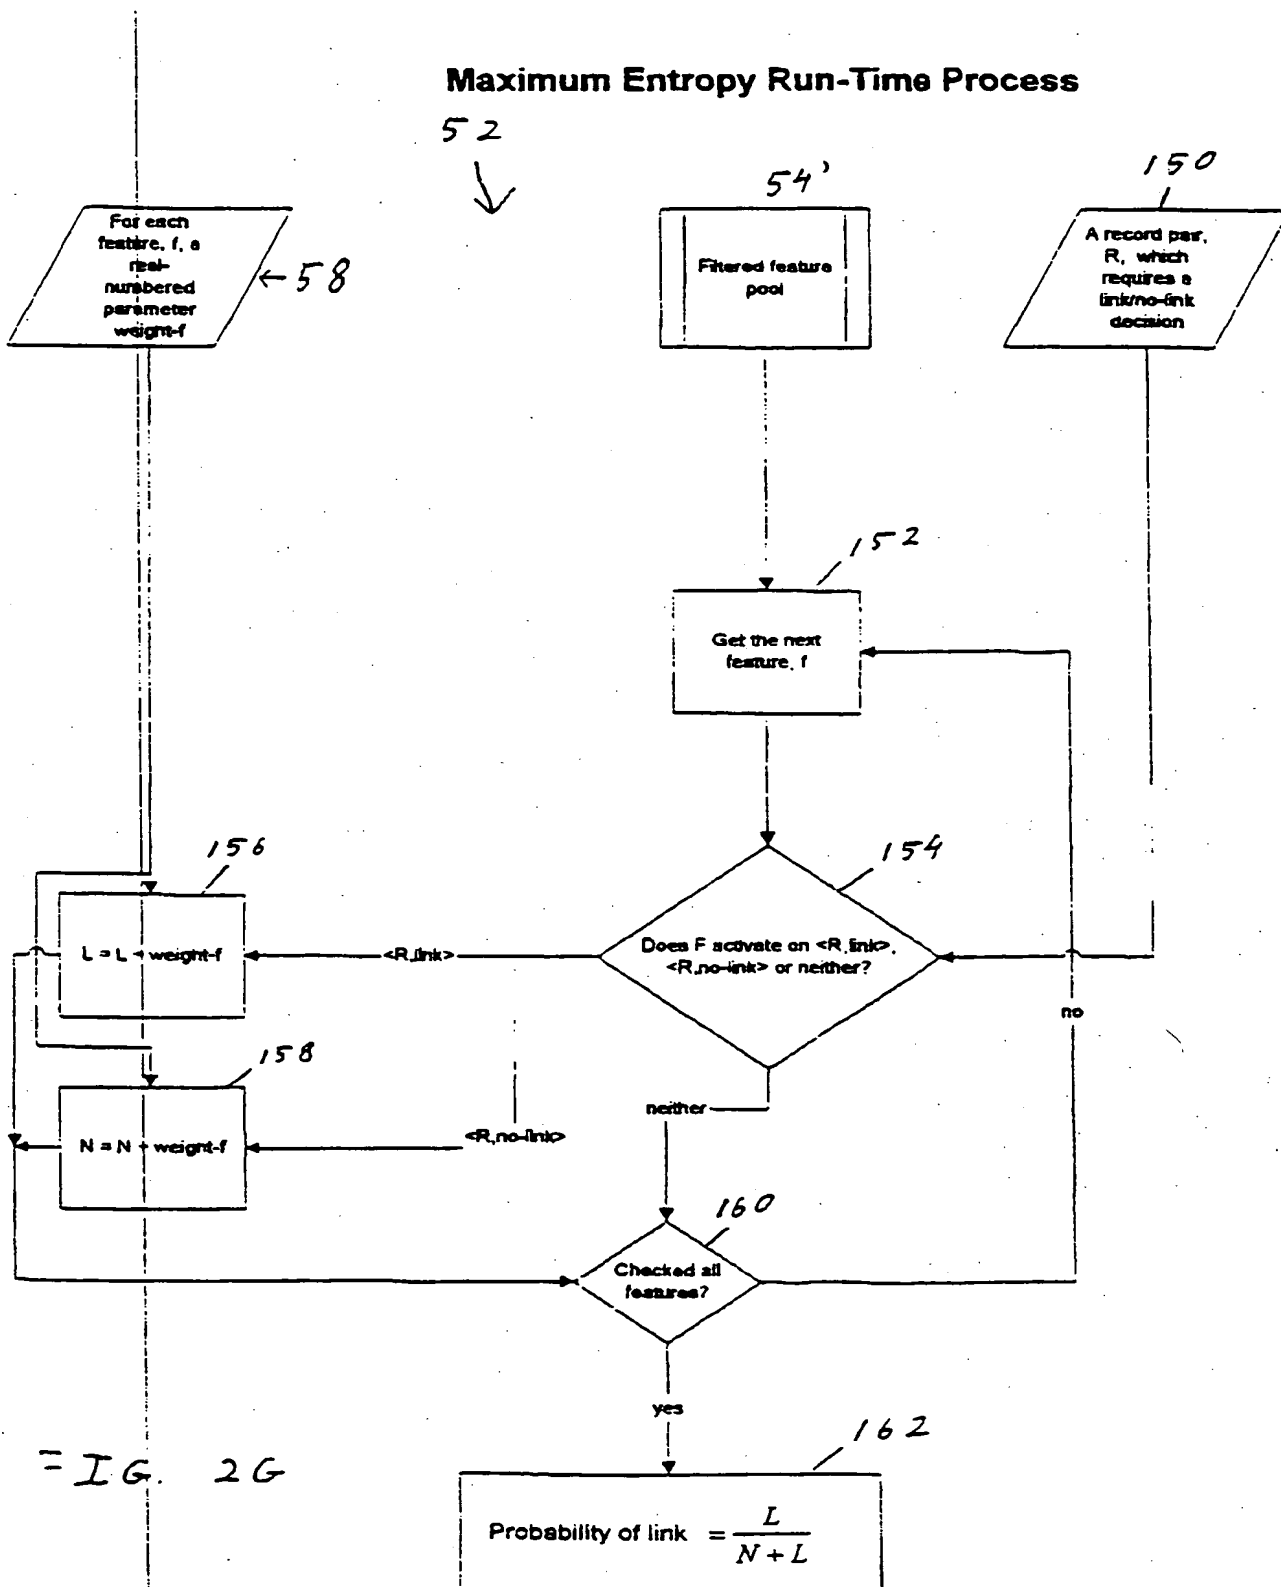 Maximum Entropy Run-Time Process
52
54'
150
For each
feature, f, a
real-
numbered
parameter
weight-f
58
Filtered feature
pool
A record pair,
R, which
requires a
link/no-link
decision
152
Get the next
feature, f
156
154
L = L + weight-f
<R,link>
Does F activate on <R,link>,
<R,no-link> or neither?
no
158
neither
N = N + weight-f
<R,no-link>
160
Checked all
features?
yes
162
IG. 2G
Probability of link = L / N + L